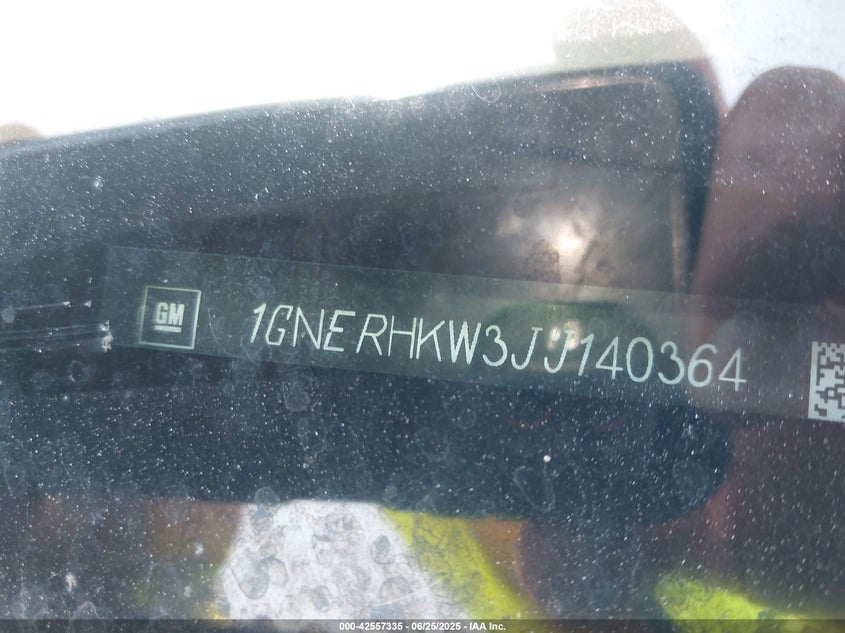 GM 1GNERHKW3JJ140364
000-42557335 - 06/25/2025 - IAA Inc.